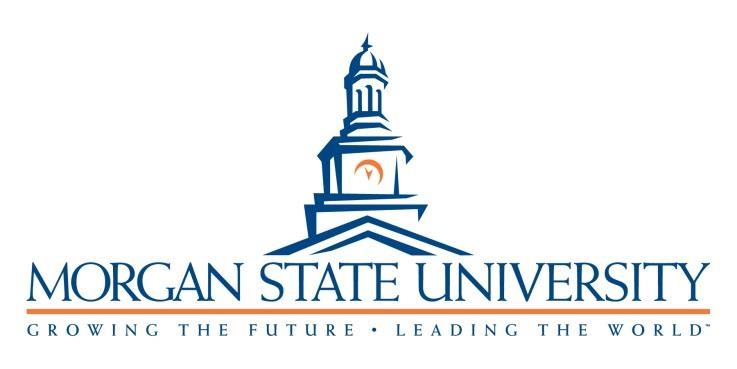 MORGAN STATE UNIVERSITY
GROWING THE FUTURE • LEADING THE WORLD™